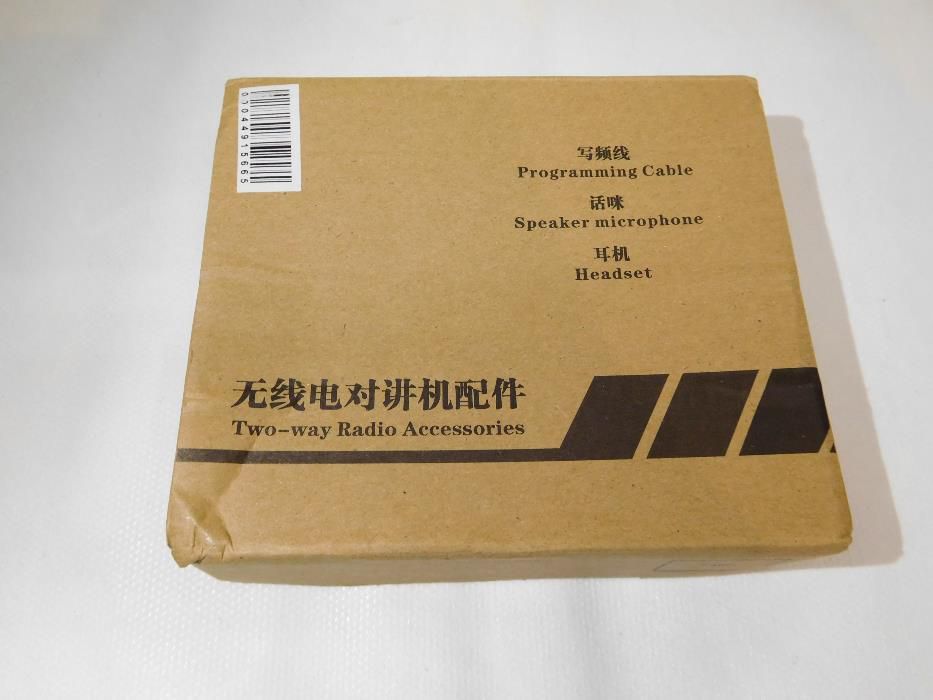 070449156665
写频线
Programming Cable
话咪
Speaker microphone
耳机
Headset
无线电对讲机配件
Two-way Radio Accessories